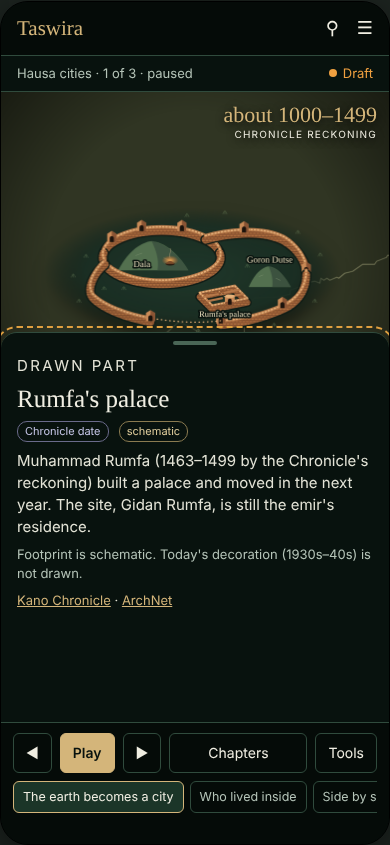 Taswira
Hausa cities · 1 of 3 · paused
Draft
about 1000–1499
CHRONICLE RECKONING
Dala
Goron Dutse
Rumfa's palace
DRAWN PART
Rumfa's palace
Chronicle date
schematic
Muhammad Rumfa (1463–1499 by the Chronicle's
reckoning) built a palace and moved in the next
year. The site, Gidan Rumfa, is still the emir's
residence.
Footprint is schematic. Today's decoration (1930s–40s) is
not drawn.
Kano Chronicle · ArchNet
Play
Chapters
Tools
The earth becomes a city
Who lived inside
Side by s